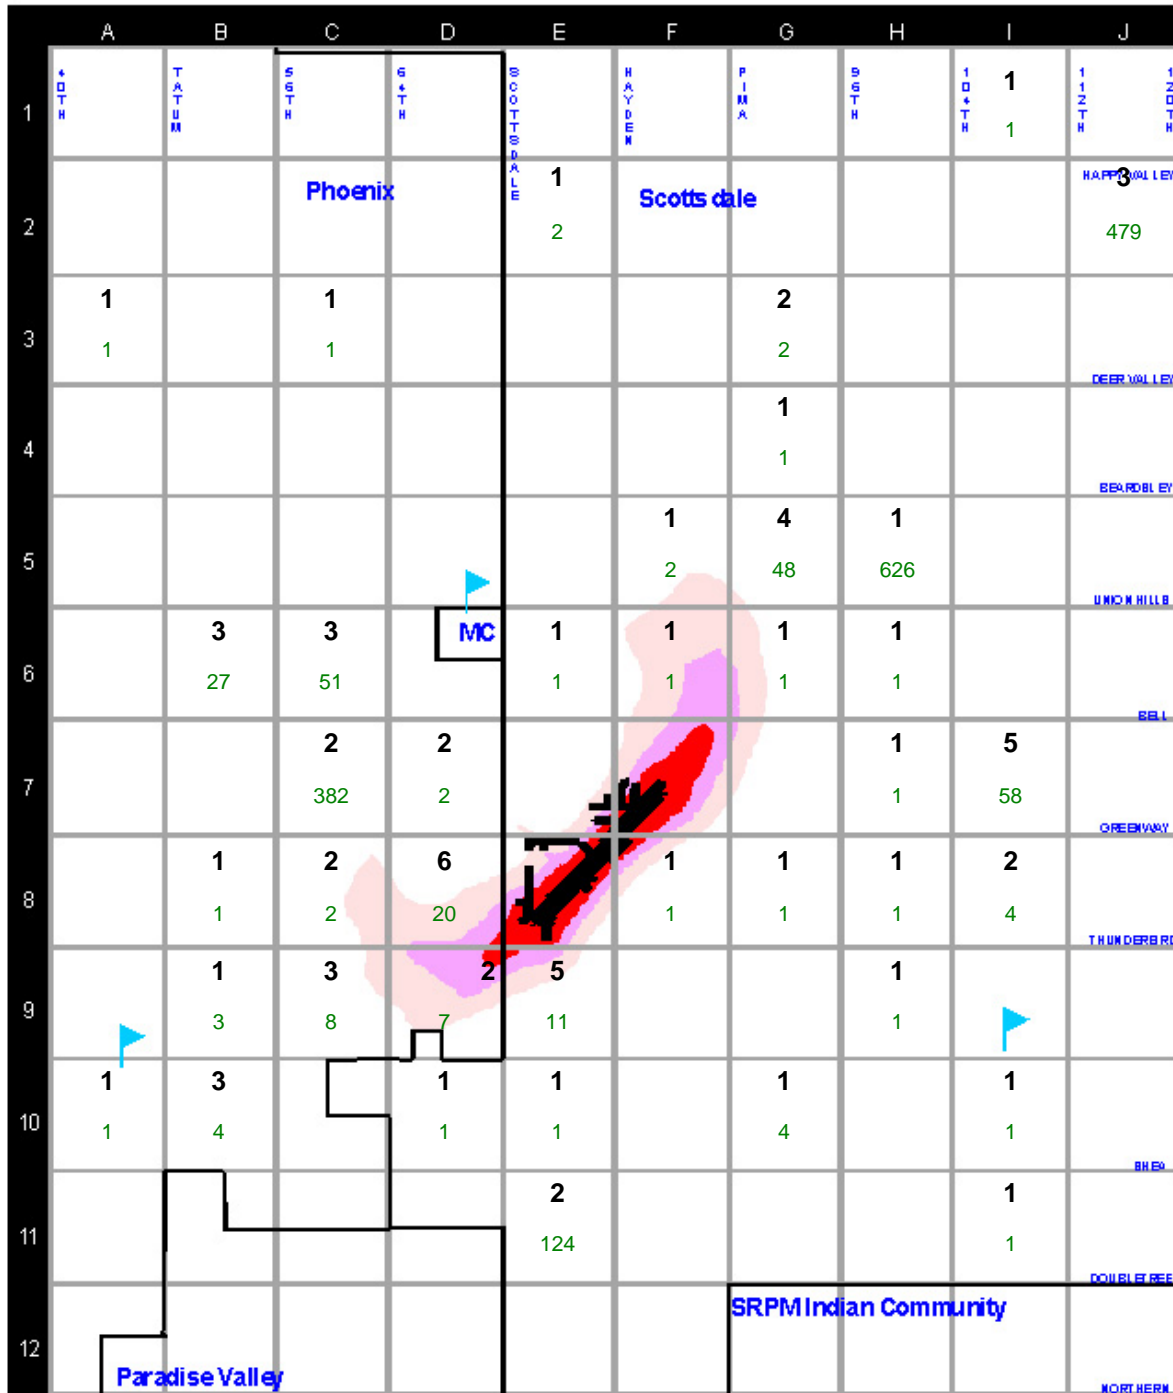 A B C D E F G H I J
40TH TATUM 56TH 64TH SCOTTSDALE HAYDEN PIMA 96TH 104TH 112TH 120TH
1 1
1
Phoenix 1 Scottsdale HAPPY VALLEY 3
2 2 479
1 1 2
3 1 1 2
DEER VALLEY
1
4 1
BEARDSLEY
1 4 1
5 2 48 626
UNION HILLS
3 3 MC 1 1 1 1
6 27 51 1 1 1 1
BELL
2 2 1 5
7 382 2 1 58
GREENWAY
1 2 6 1 1 1 2
8 1 2 20 1 1 1 4
THUNDERBIRD
1 3 2 5 1
9 3 8 7 11 1
1 3 1 1 1 1
10 1 4 1 1 4 1
SHEA
2 1
11 124 1
DOUBLETREE
SRPM Indian Community
12
Paradise Valley
NORTHERN